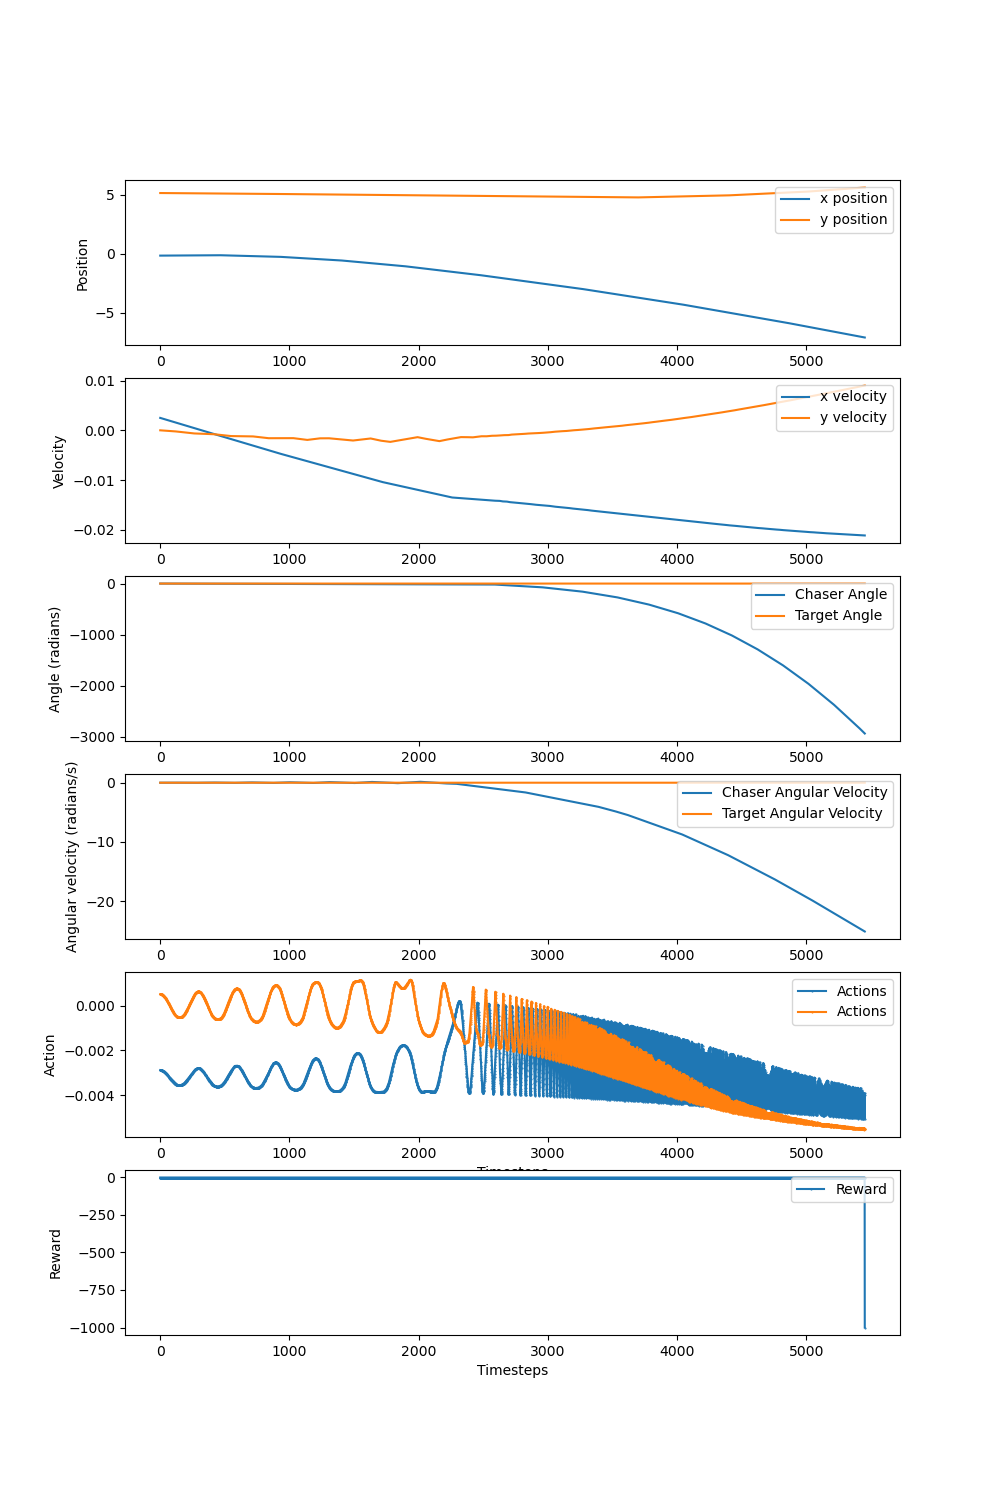 Position
5
0
−5
x position
y position
0 1000 2000 3000 4000 5000
Velocity
0.01
0.00
−0.01
−0.02
x velocity
y velocity
0 1000 2000 3000 4000 5000
Angle (radians)
0
−1000
−2000
−3000
Chaser Angle
Target Angle
0 1000 2000 3000 4000 5000
Angular velocity (radians/s)
0
−10
−20
Chaser Angular Velocity
Target Angular Velocity
0 1000 2000 3000 4000 5000
Action
0.000
−0.002
−0.004
Actions
Actions
0 1000 2000 3000 4000 5000
Timesteps
Reward
0
−250
−500
−750
−1000
Reward
0 1000 2000 3000 4000 5000
Timesteps